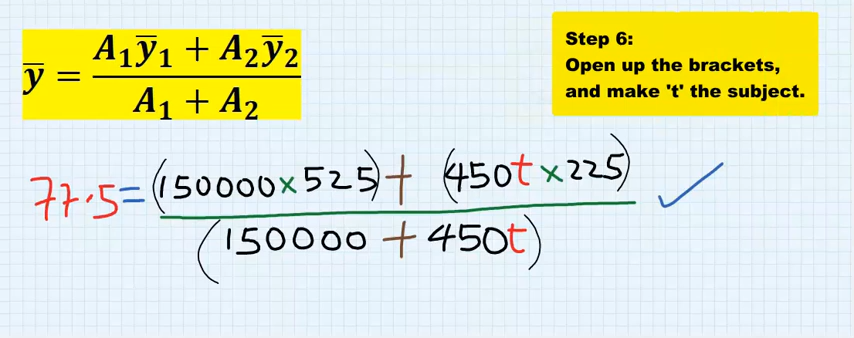 ȳ = (A₁ȳ₁ + A₂ȳ₂) / (A₁ + A₂)
Step 6:
Open up the brackets,
and make 't' the subject.
77.5 = (150000 × 525) + (450t × 225) ✓
(150000 + 450t)